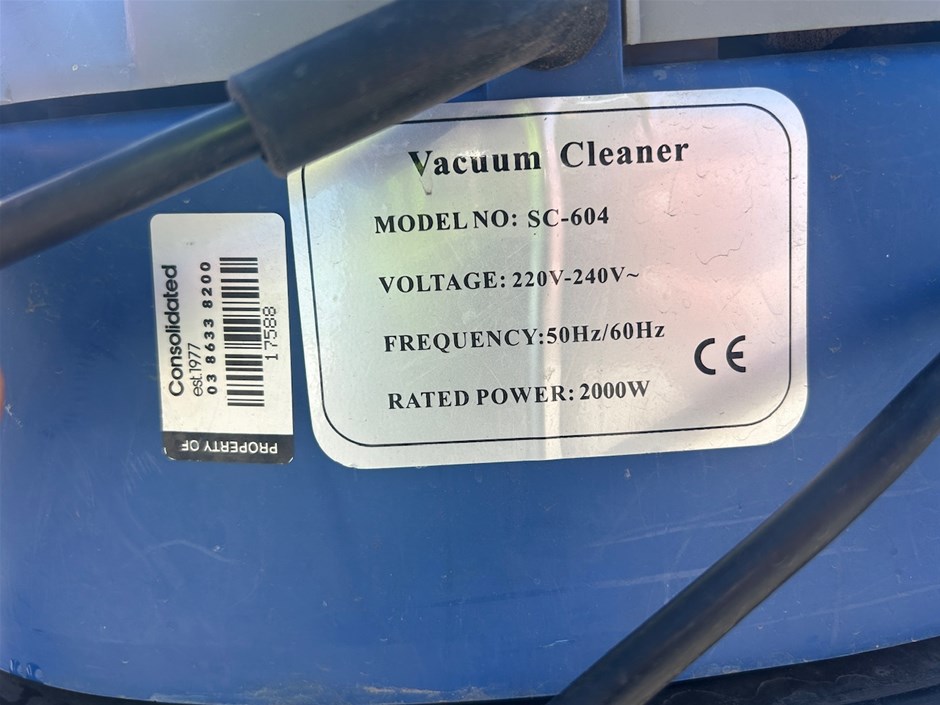 Vacuum Cleaner
MODEL NO: SC-604
VOLTAGE: 220V-240V~
FREQUENCY:50Hz/60Hz
RATED POWER: 2000W
CE
Consolidated
est.1977
03 8633 8200
17588
PROPERTY OF